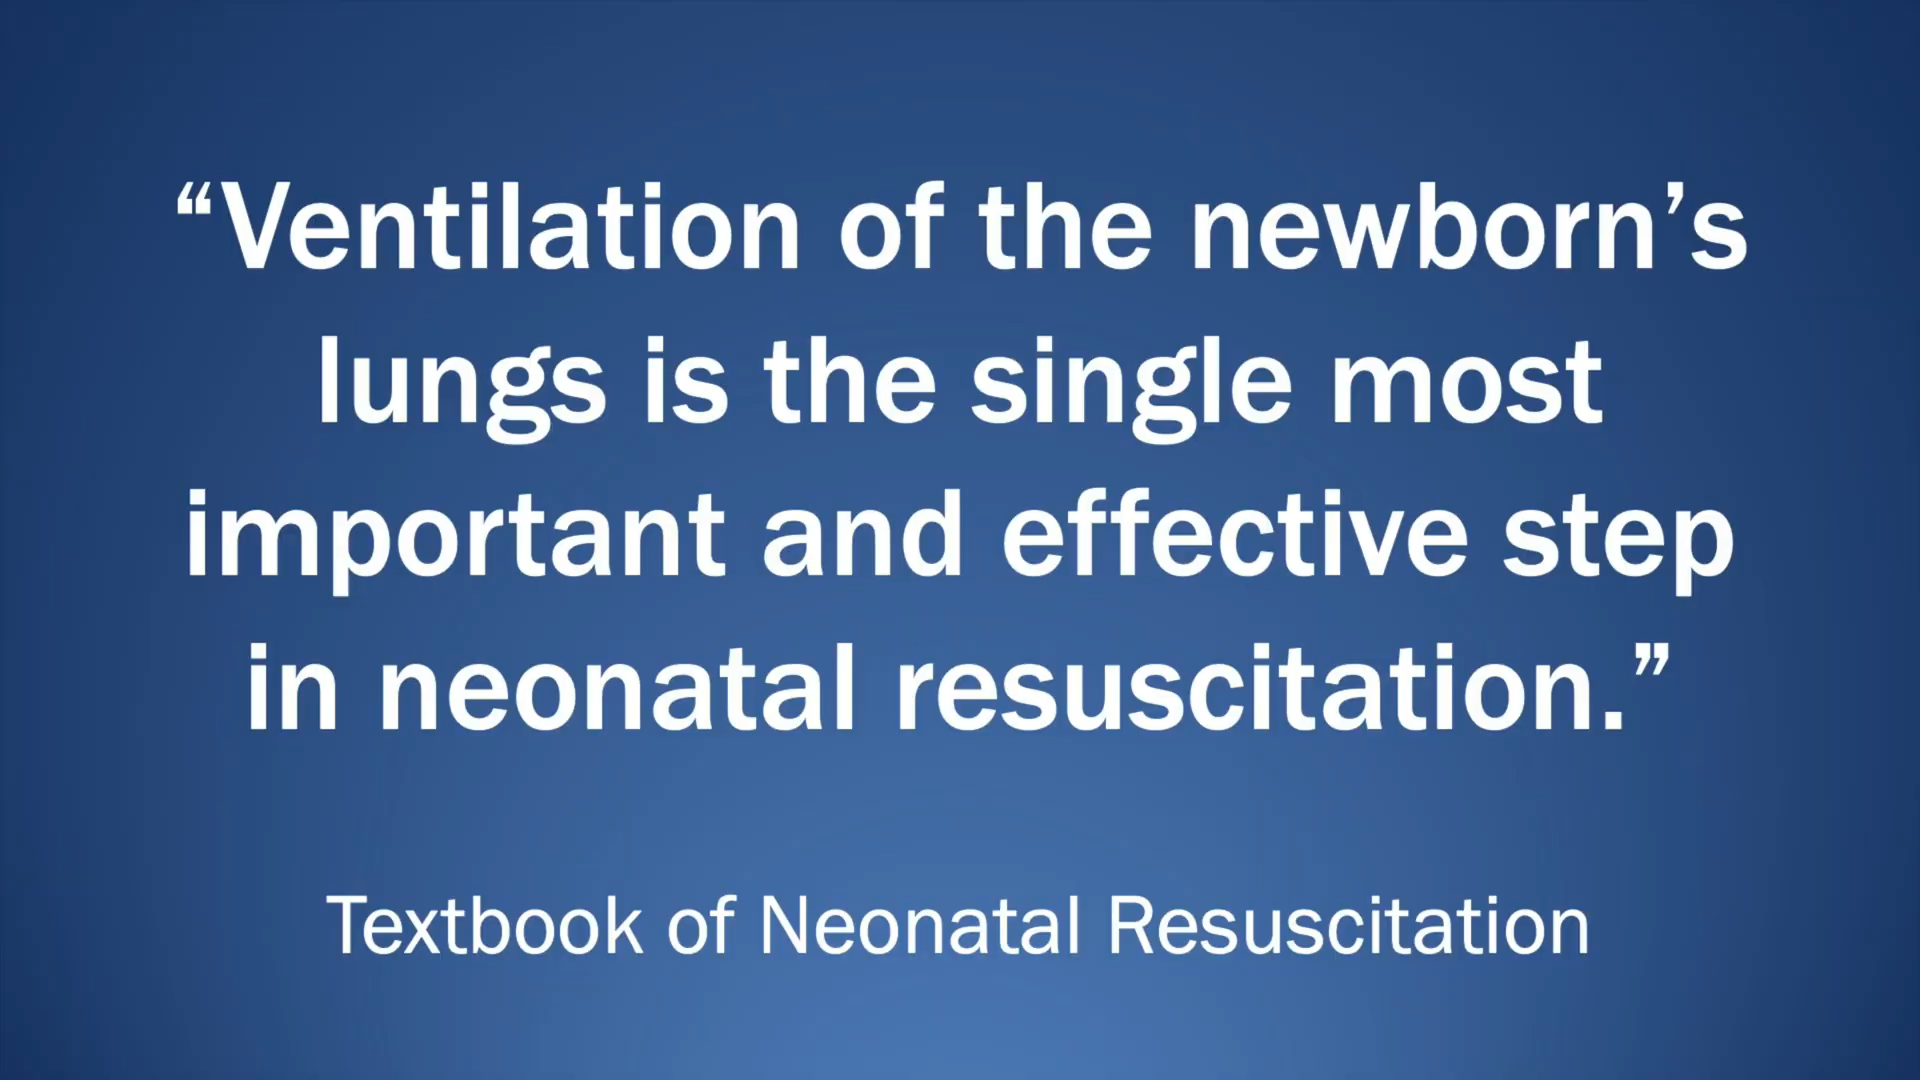 “Ventilation of the newborn’s
lungs is the single most
important and effective step
in neonatal resuscitation.”
Textbook of Neonatal Resuscitation